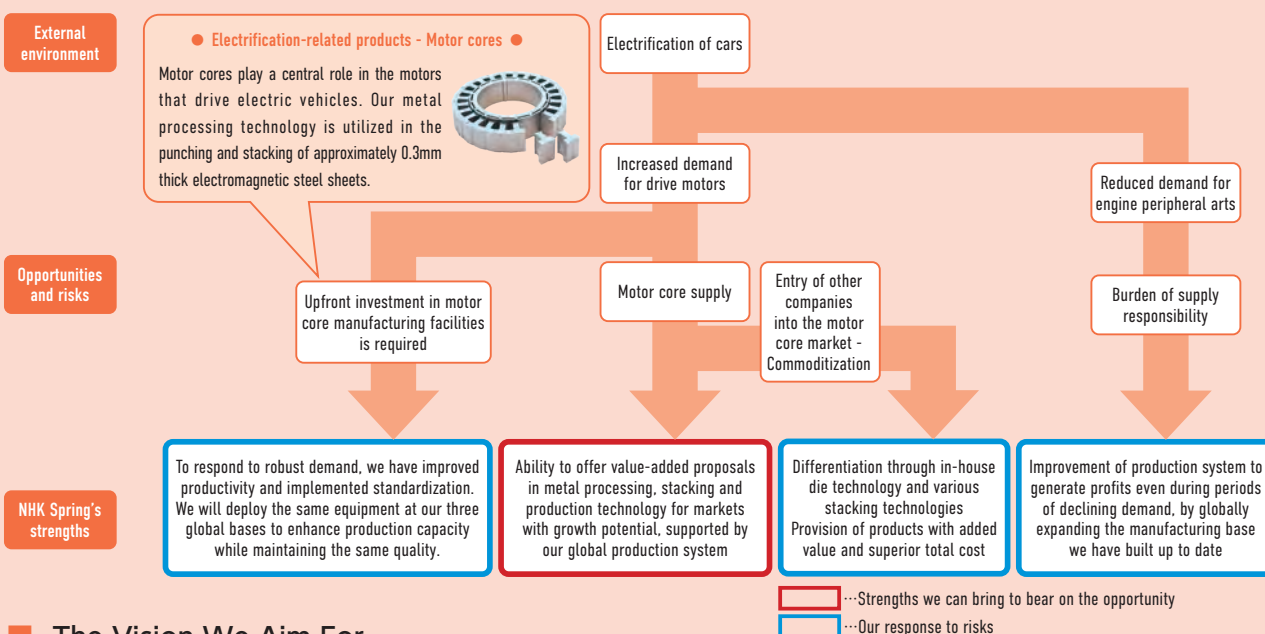 External
environment
● Electrification-related products - Motor cores ●
Motor cores play a central role in the motors
that drive electric vehicles. Our metal
processing technology is utilized in the
punching and stacking of approximately 0.3mm
thick electromagnetic steel sheets.
Electrification of cars
Increased demand
for drive motors
Reduced demand for
engine peripheral arts
Opportunities
and risks
Upfront investment in motor
core manufacturing facilities
is required
Motor core supply
Entry of other
companies
into the motor
core market -
Commoditization
Burden of supply
responsibility
NHK Spring's
strengths
To respond to robust demand, we have improved
productivity and implemented standardization.
We will deploy the same equipment at our three
global bases to enhance production capacity
while maintaining the same quality.
Ability to offer value-added proposals
in metal processing, stacking and
production technology for markets
with growth potential, supported by
our global production system
Differentiation through in-house
die technology and various
stacking technologies
Provision of products with added
value and superior total cost
Improvement of production system to
generate profits even during periods
of declining demand, by globally
expanding the manufacturing base
we have built up to date
···Strengths we can bring to bear on the opportunity
···Our response to risks
The Vision We Aim For